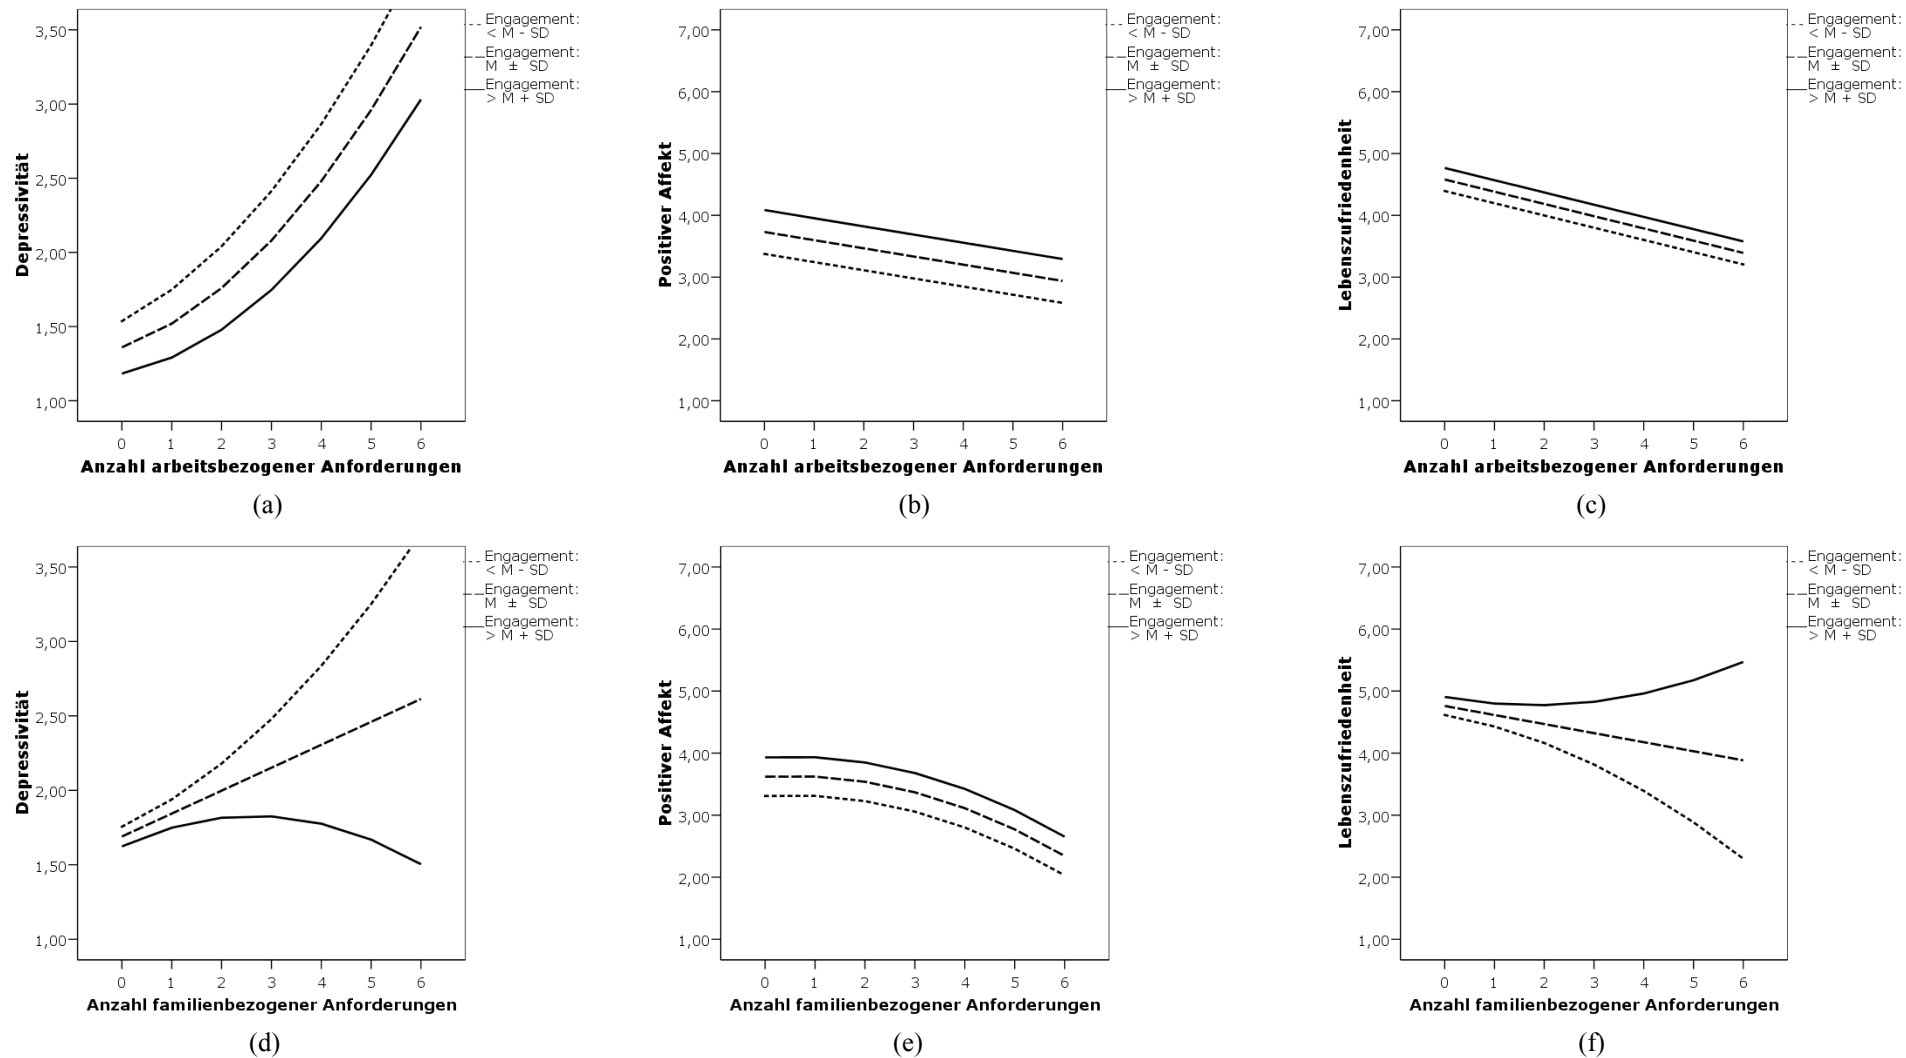 Depressivität
3,50
3,00
2,50
2,00
1,50
1,00
0 1 2 3 4 5 6
Anzahl arbeitsbezogener Anforderungen
Engagement:
< M - SD
Engagement:
M ± SD
Engagement:
> M + SD
(a)
Positiver Affekt
7,00
6,00
5,00
4,00
3,00
2,00
1,00
0 1 2 3 4 5 6
Anzahl arbeitsbezogener Anforderungen
Engagement:
< M - SD
Engagement:
M ± SD
Engagement:
> M + SD
(b)
Lebenszufriedenheit
7,00
6,00
5,00
4,00
3,00
2,00
1,00
0 1 2 3 4 5 6
Anzahl arbeitsbezogener Anforderungen
Engagement:
< M - SD
Engagement:
M ± SD
Engagement:
> M + SD
(c)
Depressivität
3,50
3,00
2,50
2,00
1,50
1,00
0 1 2 3 4 5 6
Anzahl familienbezogener Anforderungen
Engagement:
< M - SD
Engagement:
M ± SD
Engagement:
> M + SD
(d)
Positiver Affekt
7,00
6,00
5,00
4,00
3,00
2,00
1,00
0 1 2 3 4 5 6
Anzahl familienbezogener Anforderungen
Engagement:
< M - SD
Engagement:
M ± SD
Engagement:
> M + SD
(e)
Lebenszufriedenheit
7,00
6,00
5,00
4,00
3,00
2,00
1,00
0 1 2 3 4 5 6
Anzahl familienbezogener Anforderungen
Engagement:
< M - SD
Engagement:
M ± SD
Engagement:
> M + SD
(f)